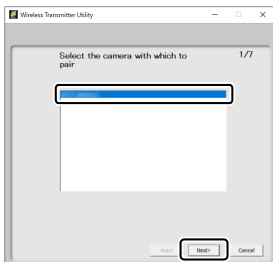 Wireless Transmitter Utility
Select the camera with which to
pair
1/7
<Back
Next>
Cancel